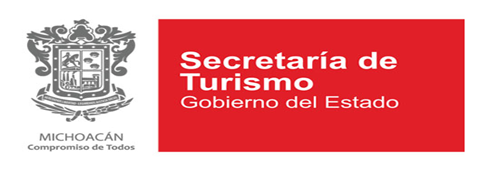 MICHOACÁN
Compromiso de Todos
Secretaría de
Turismo
Gobierno del Estado